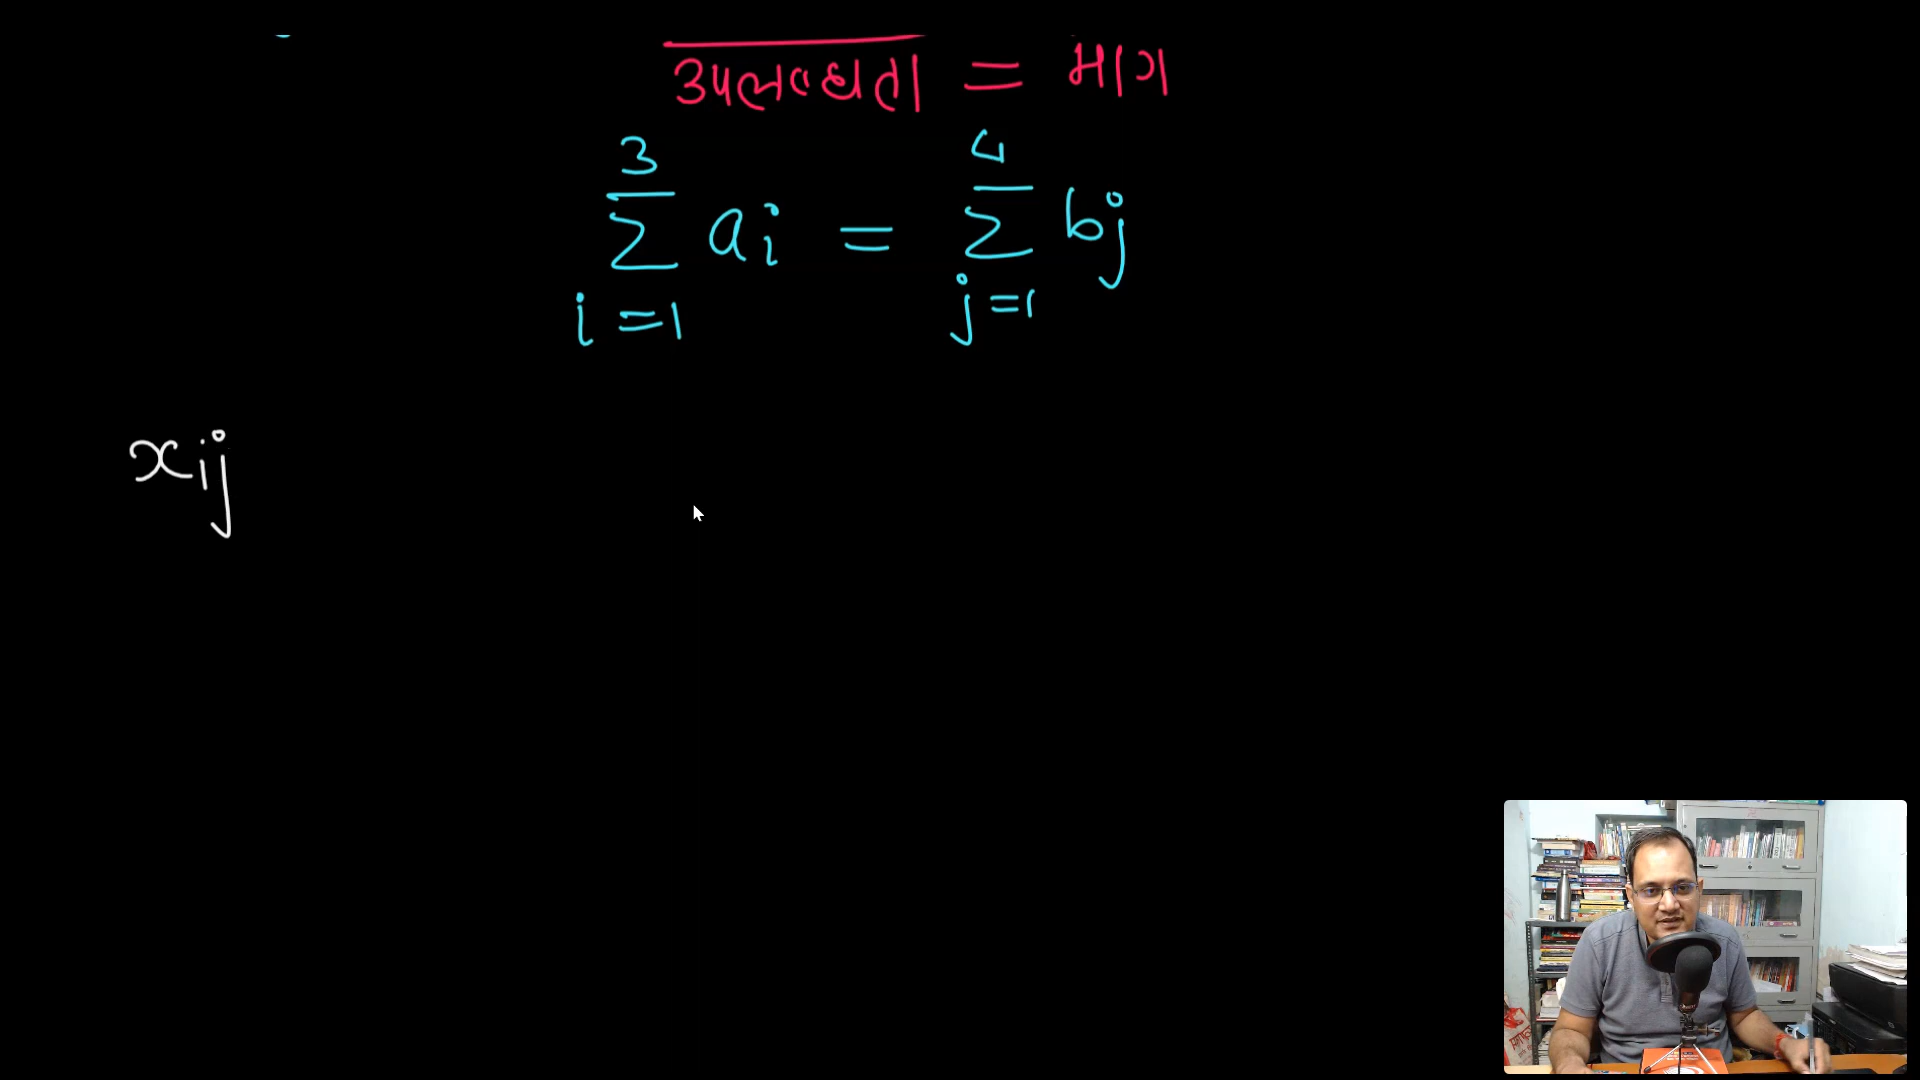 उपलब्धता = माग
3 4
∑ ai = ∑ bj
i =1 j =1
xij